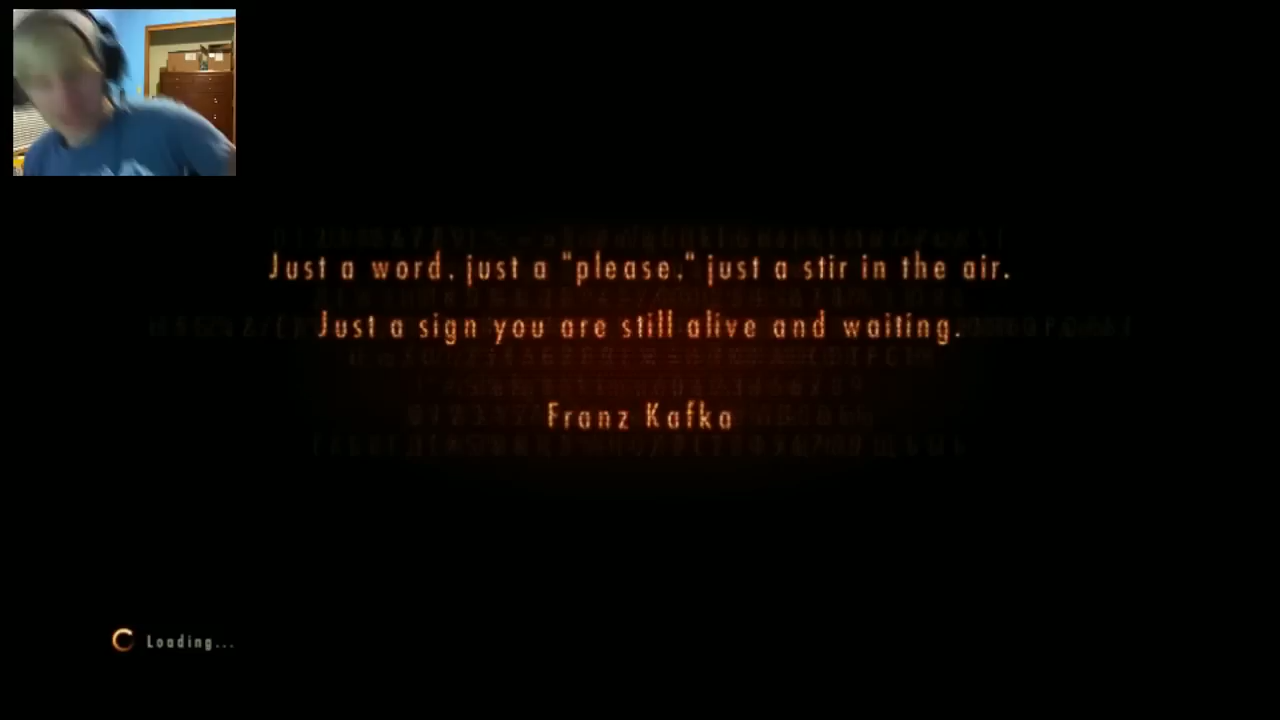 Just a word, just a "please," just a stir in the air.
Just a sign you are still alive and waiting.
Franz Kafka
Loading...